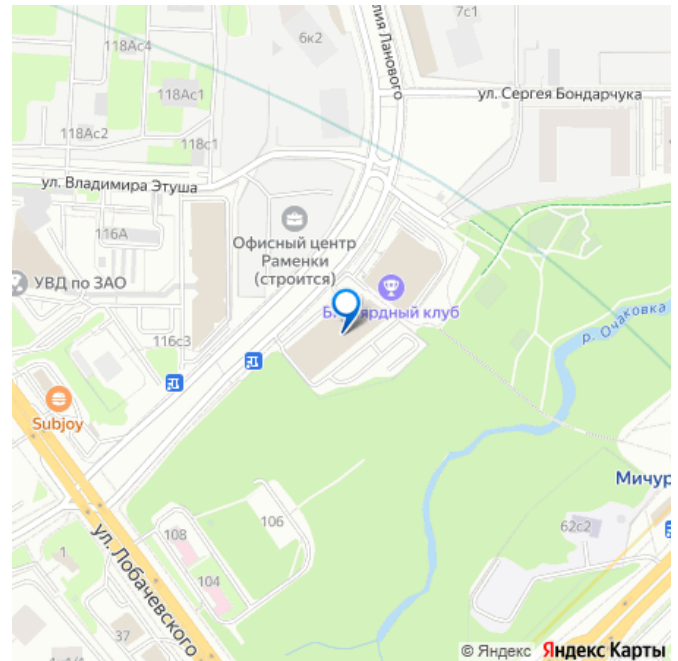 7с1
6к2
118Ас4
лия Ланового
118Ас1
ул. Сергея Бондарчука
118Ас2
118с1
ул. Владимира Этуша
116А
Офисный центр
Раменки
(строится)
УВД по ЗАО
Б
рдный клуб
р. Очаковка
116с3
Subjoy
Мичур
106
62с2
108
ул. Лобачевского
1
104
37
© Яндекс Яндекс Карты